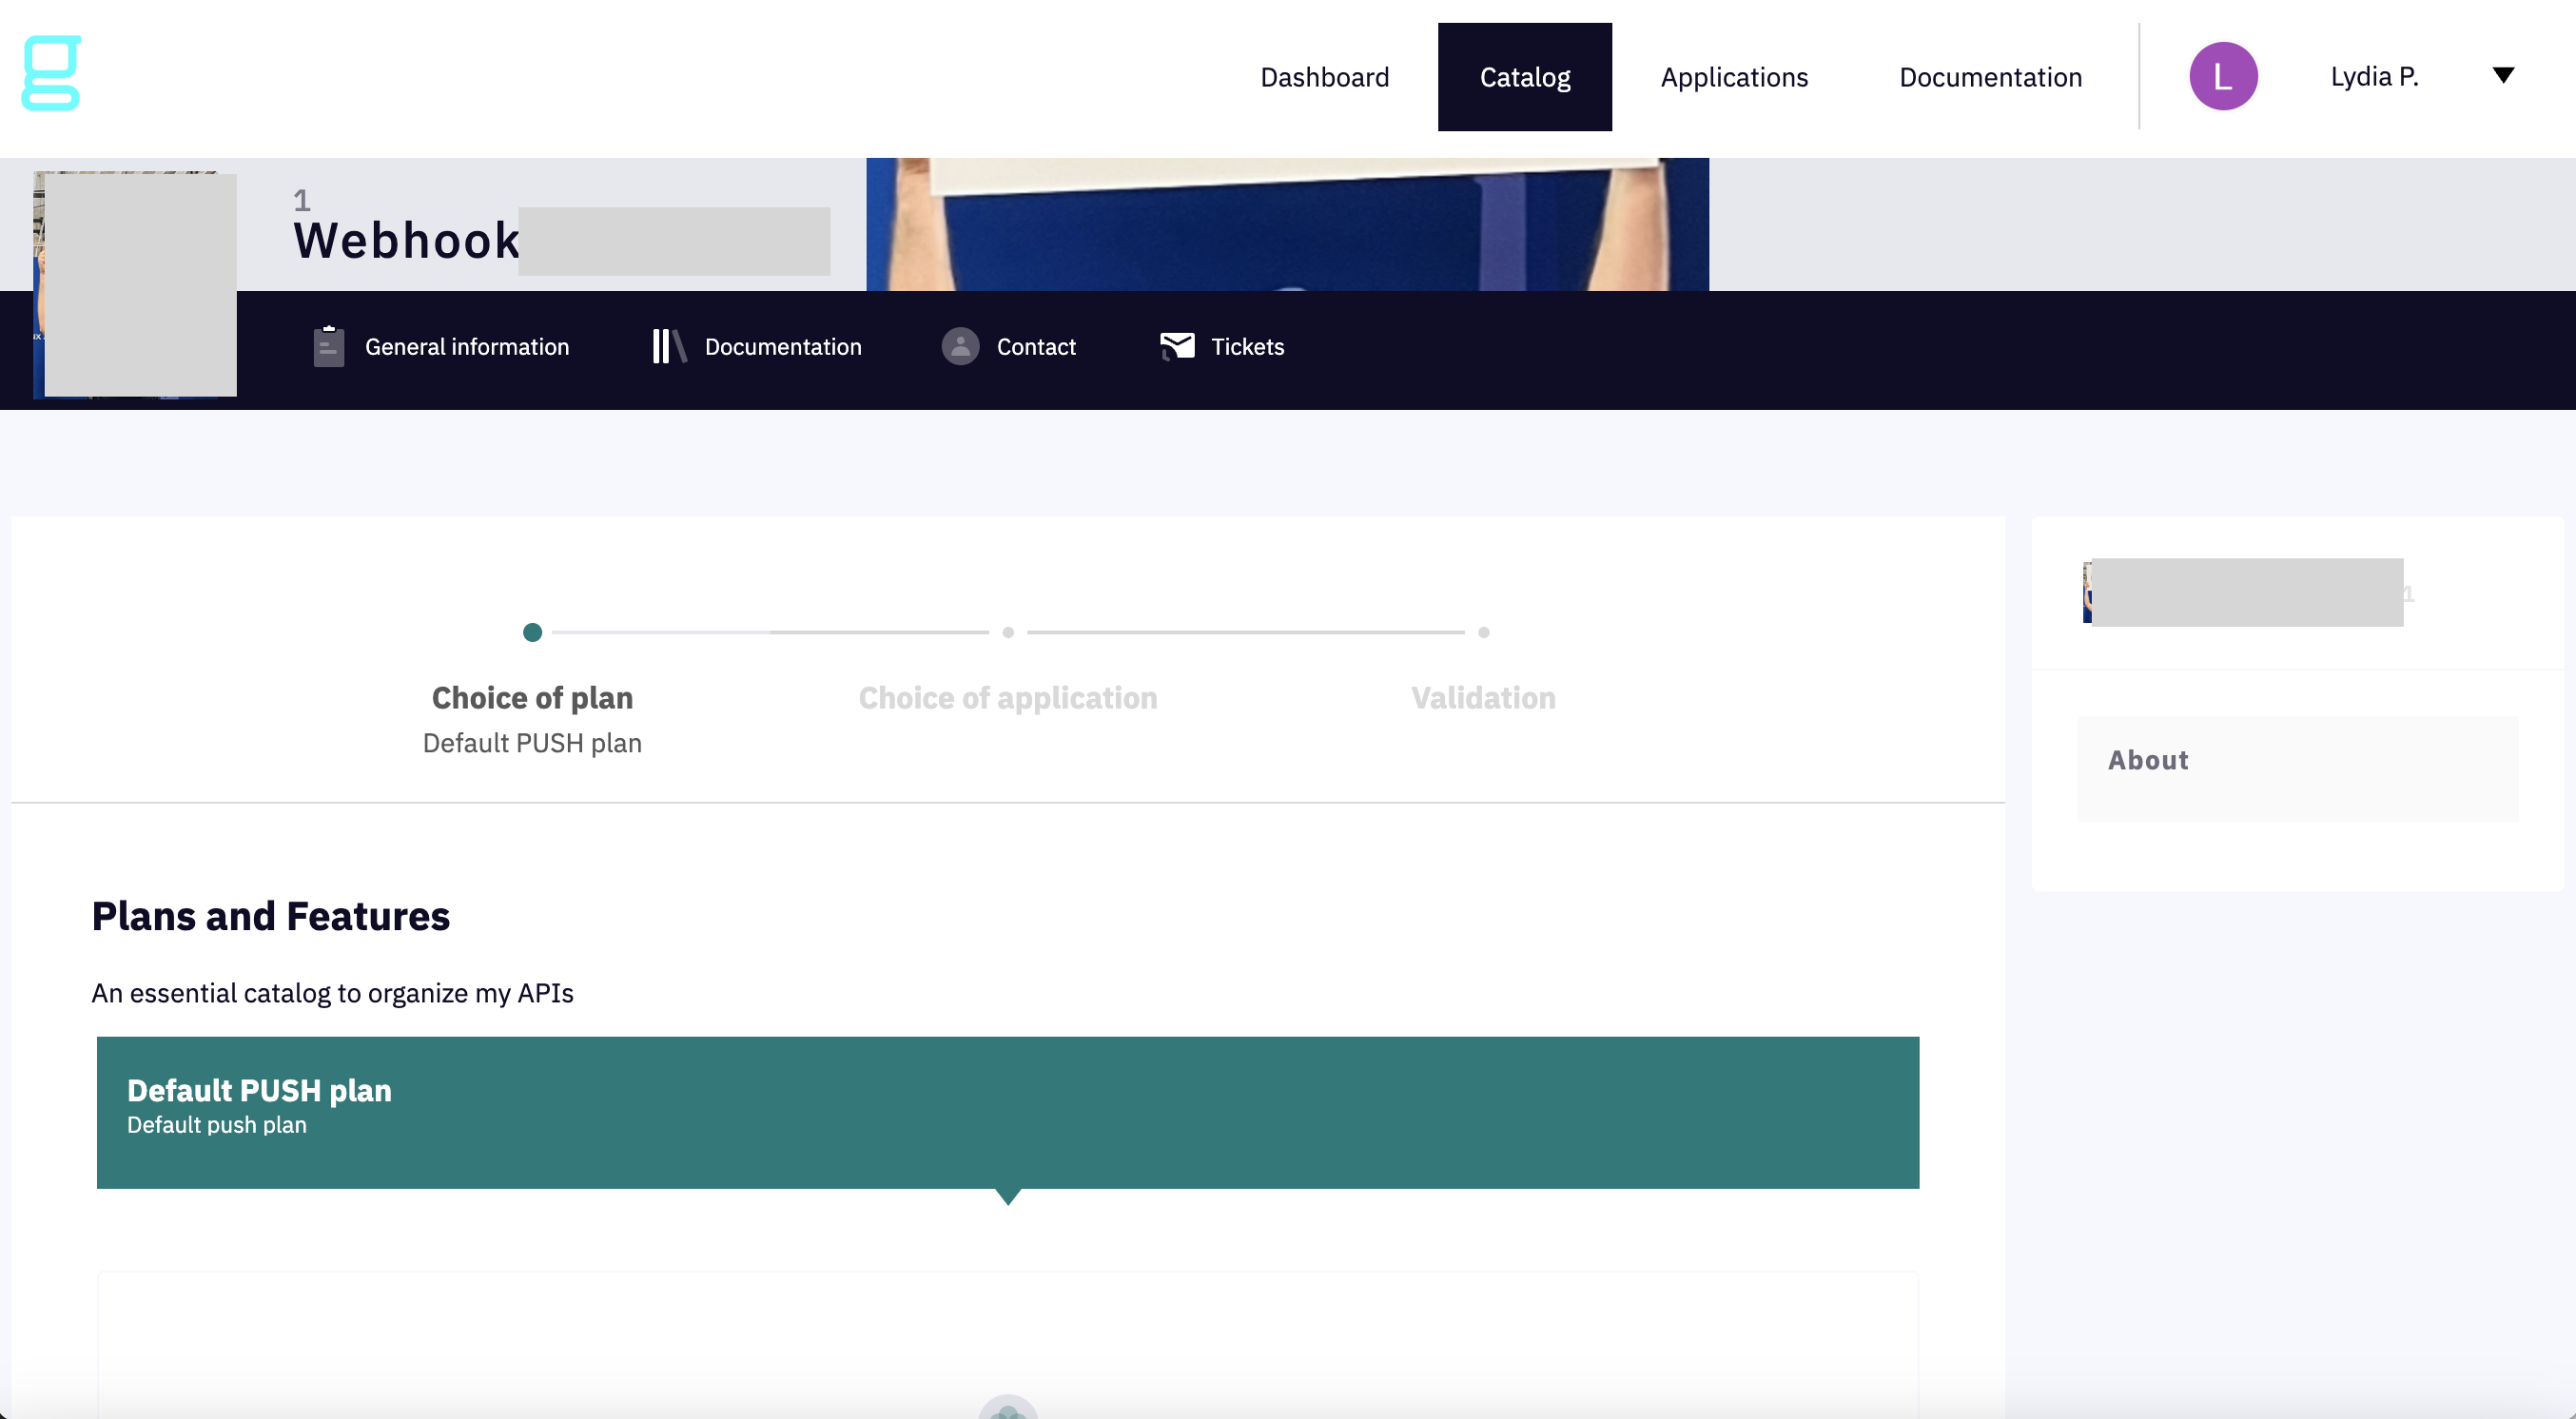 Dashboard
Catalog
Applications
Documentation
L
Lydia P.
1
Webhook
General information
Documentation
Contact
Tickets
Choice of plan
Default PUSH plan
Choice of application
Validation
1
About
Plans and Features
An essential catalog to organize my APIs
Default PUSH plan
Default push plan